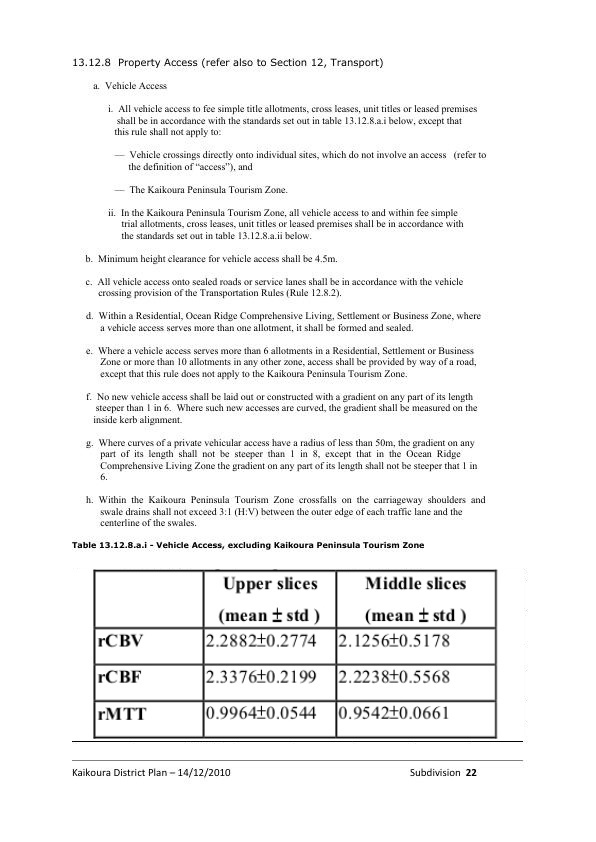 13.12.8 Property Access (refer also to Section 12, Transport)
a. Vehicle Access
i. All vehicle access to fee simple title allotments, cross leases, unit titles or leased premises
shall be in accordance with the standards set out in table 13.12.8.a.i below, except that
this rule shall not apply to:
— Vehicle crossings directly onto individual sites, which do not involve an access (refer to
the definition of “access”), and
— The Kaikoura Peninsula Tourism Zone.
ii. In the Kaikoura Peninsula Tourism Zone, all vehicle access to and within fee simple
trial allotments, cross leases, unit titles or leased premises shall be in accordance with
the standards set out in table 13.12.8.a.ii below.
b. Minimum height clearance for vehicle access shall be 4.5m.
c. All vehicle access onto sealed roads or service lanes shall be in accordance with the vehicle
crossing provision of the Transportation Rules (Rule 12.8.2).
d. Within a Residential, Ocean Ridge Comprehensive Living, Settlement or Business Zone, where
a vehicle access serves more than one allotment, it shall be formed and sealed.
e. Where a vehicle access serves more than 6 allotments in a Residential, Settlement or Business
Zone or more than 10 allotments in any other zone, access shall be provided by way of a road,
except that this rule does not apply to the Kaikoura Peninsula Tourism Zone.
f. No new vehicle access shall be laid out or constructed with a gradient on any part of its length
steeper than 1 in 6. Where such new accesses are curved, the gradient shall be measured on the
inside kerb alignment.
g. Where curves of a private vehicular access have a radius of less than 50m, the gradient on any
part of its length shall not be steeper than 1 in 8, except that in the Ocean Ridge
Comprehensive Living Zone the gradient on any part of its length shall not be steeper that 1 in
6.
h. Within the Kaikoura Peninsula Tourism Zone crossfalls on the carriageway shoulders and
swale drains shall not exceed 3:1 (H:V) between the outer edge of each traffic lane and the
centerline of the swales.
Table 13.12.8.a.i - Vehicle Access, excluding Kaikoura Peninsula Tourism Zone
Upper slices Middle slices
(mean ± std ) (mean ± std )
rCBV 2.2882±0.2774 2.1256±0.5178
rCBF 2.3376±0.2199 2.2238±0.5568
rMTT 0.9964±0.0544 0.9542±0.0661
Kaikoura District Plan – 14/12/2010 Subdivision 22